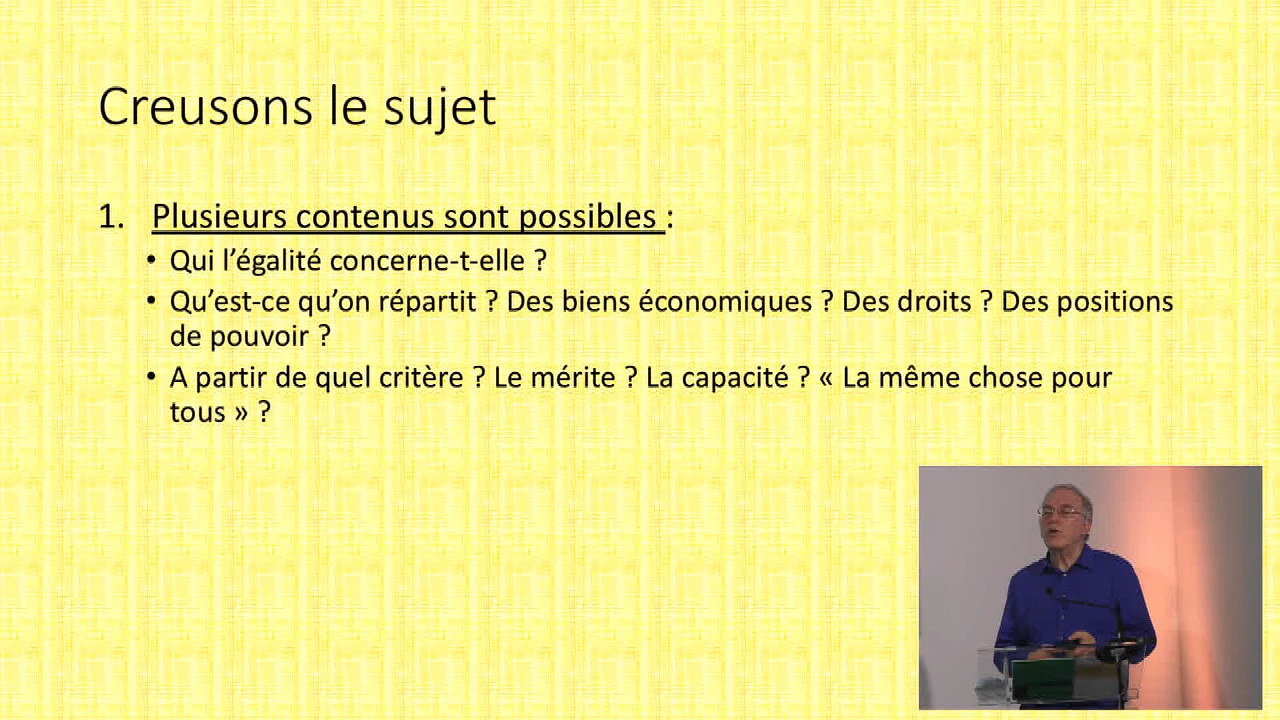 Creusons le sujet
1. Plusieurs contenus sont possibles :
• Qui l’égalité concerne-t-elle ?
• Qu’est-ce qu’on répartit ? Des biens économiques ? Des droits ? Des positions
de pouvoir ?
• A partir de quel critère ? Le mérite ? La capacité ? « La même chose pour
tous » ?